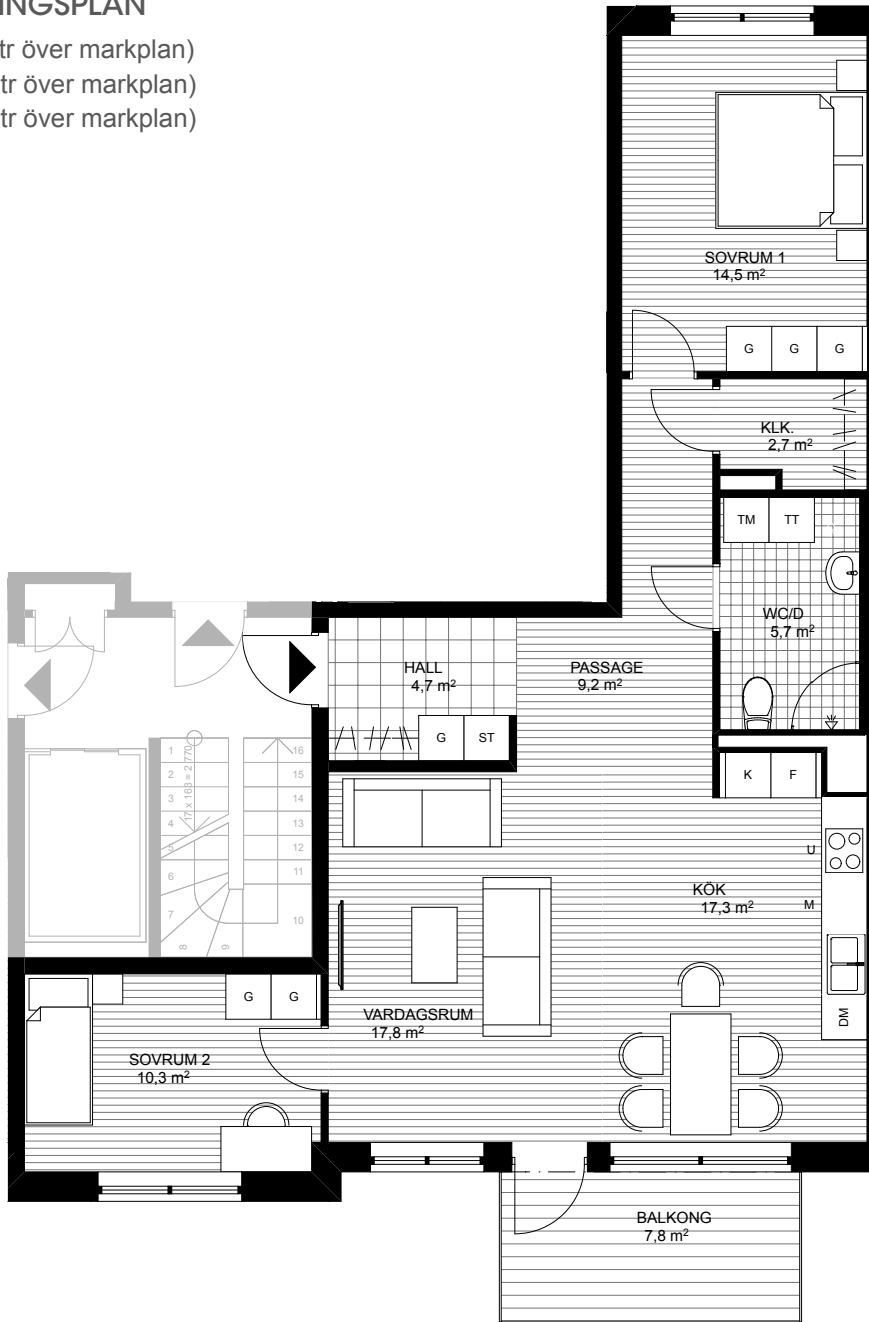 INGSPLAN
tr över markplan)
tr över markplan)
tr över markplan)
SOVRUM 1
14,5 m²
G G G
KLK.
2,7 m²
TM TT
WC/D
5,7 m²
HALL
4,7 m²
PASSAGE
9,2 m²
G ST
K F
U
KÖK
17,3 m²
M
DM
1
2
3
4
5
6
7
8
9
10
11
12
13
14
15
16
17 x 163 = 2 770
VARDAGSRUM
17,8 m²
G G
SOVRUM 2
10,3 m²
BALKONG
7,8 m²